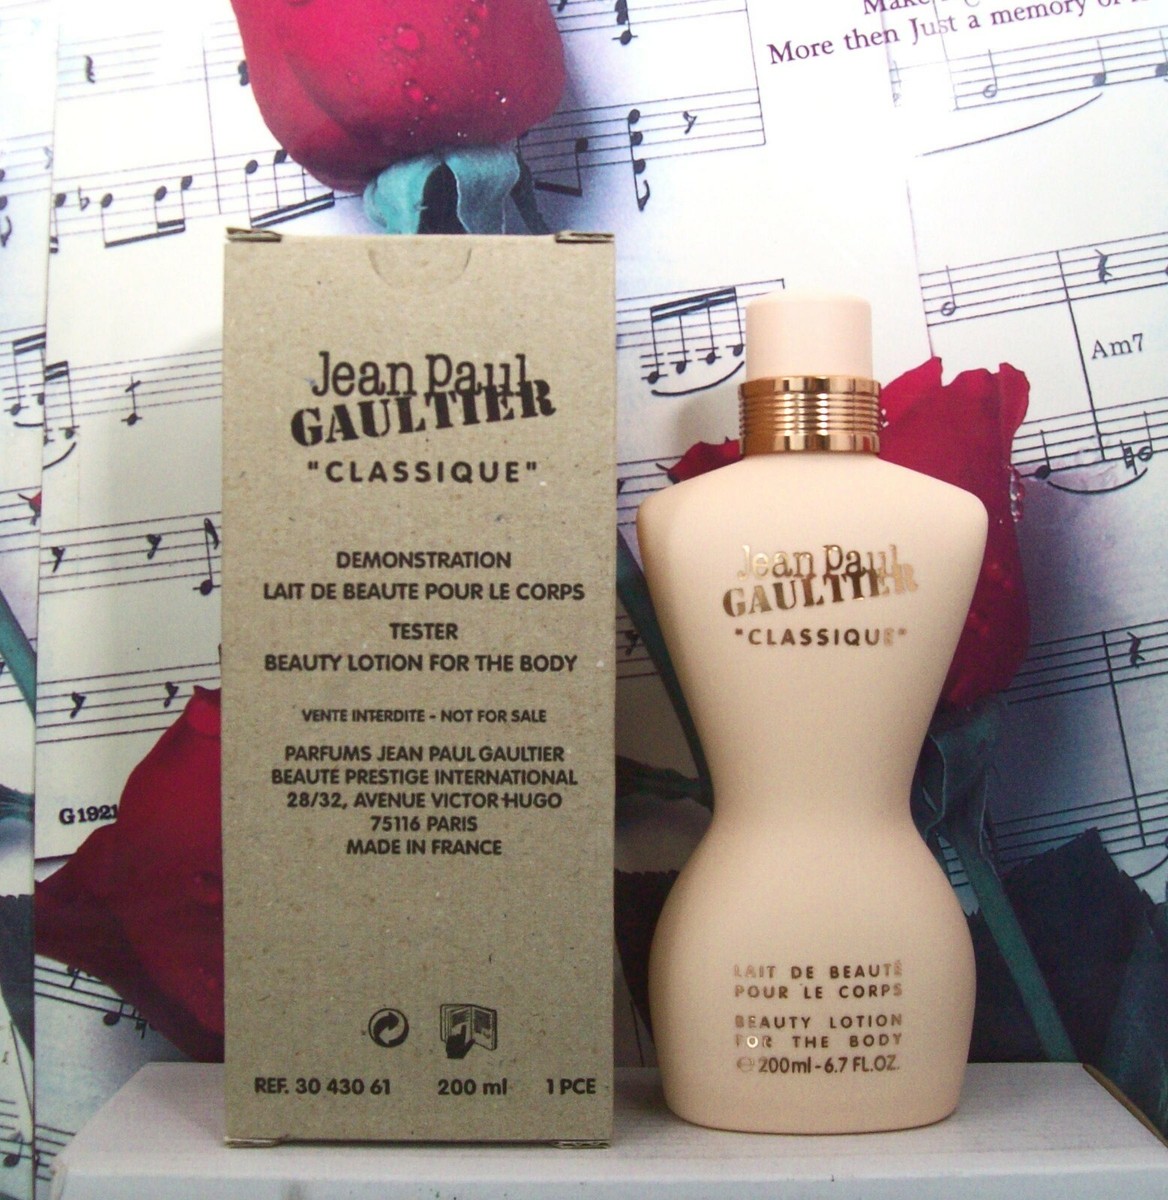 More then Just a memory
Am7
G1921
Jean Paul
GAULTIER
"CLASSIQUE"
DEMONSTRATION
LAIT DE BEAUTE POUR LE CORPS
TESTER
BEAUTY LOTION FOR THE BODY
VENTE INTERDITE - NOT FOR SALE
PARFUMS JEAN PAUL GAULTIER
BEAUTÉ PRESTIGE INTERNATIONAL
28/32, AVENUE VICTOR HUGO
75116 PARIS
MADE IN FRANCE
REF. 30 430 61 200 ml 1 PCE
Jean Paul
GAULTIER
"CLASSIQUE"
LAIT DE BEAUTÉ
POUR LE CORPS
BEAUTY LOTION
FOR THE BODY
℮200ml - 6.7 FL.OZ.